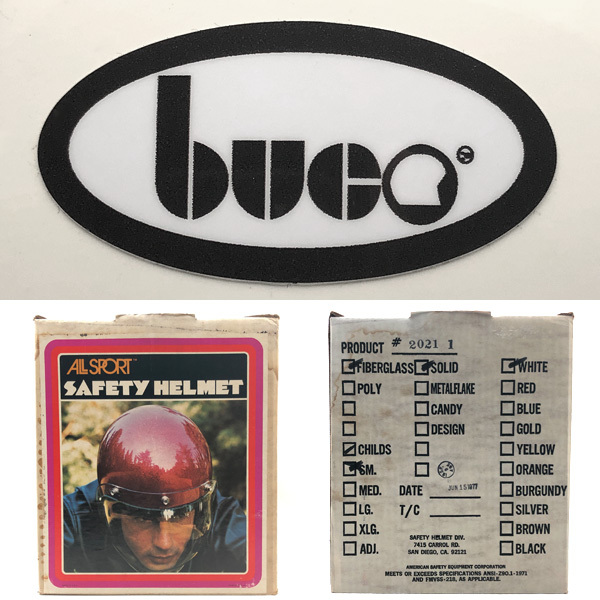 buco
ALL SPORT™
SAFETY HELMET
PRODUCT # 2021 1
FIBERGLASS SOLID WHITE
POLY METALFLAKE RED
CANDY BLUE
DESIGN GOLD
CHILDS YELLOW
SM. ORANGE
MED. DATE JUN 15 1977 BURGUNDY
LG. T/C SILVER
XLG. BROWN
ADJ. BLACK
SAFETY HELMET DIV.
7415 CARROL RD.
SAN DIEGO, CA. 92121
AMERICAN SAFETY EQUIPMENT CORPORATION
MEETS OR EXCEEDS SPECIFICATIONS ANSI-Z90.1-1971
AND FMVSS-218, AS APPLICABLE.